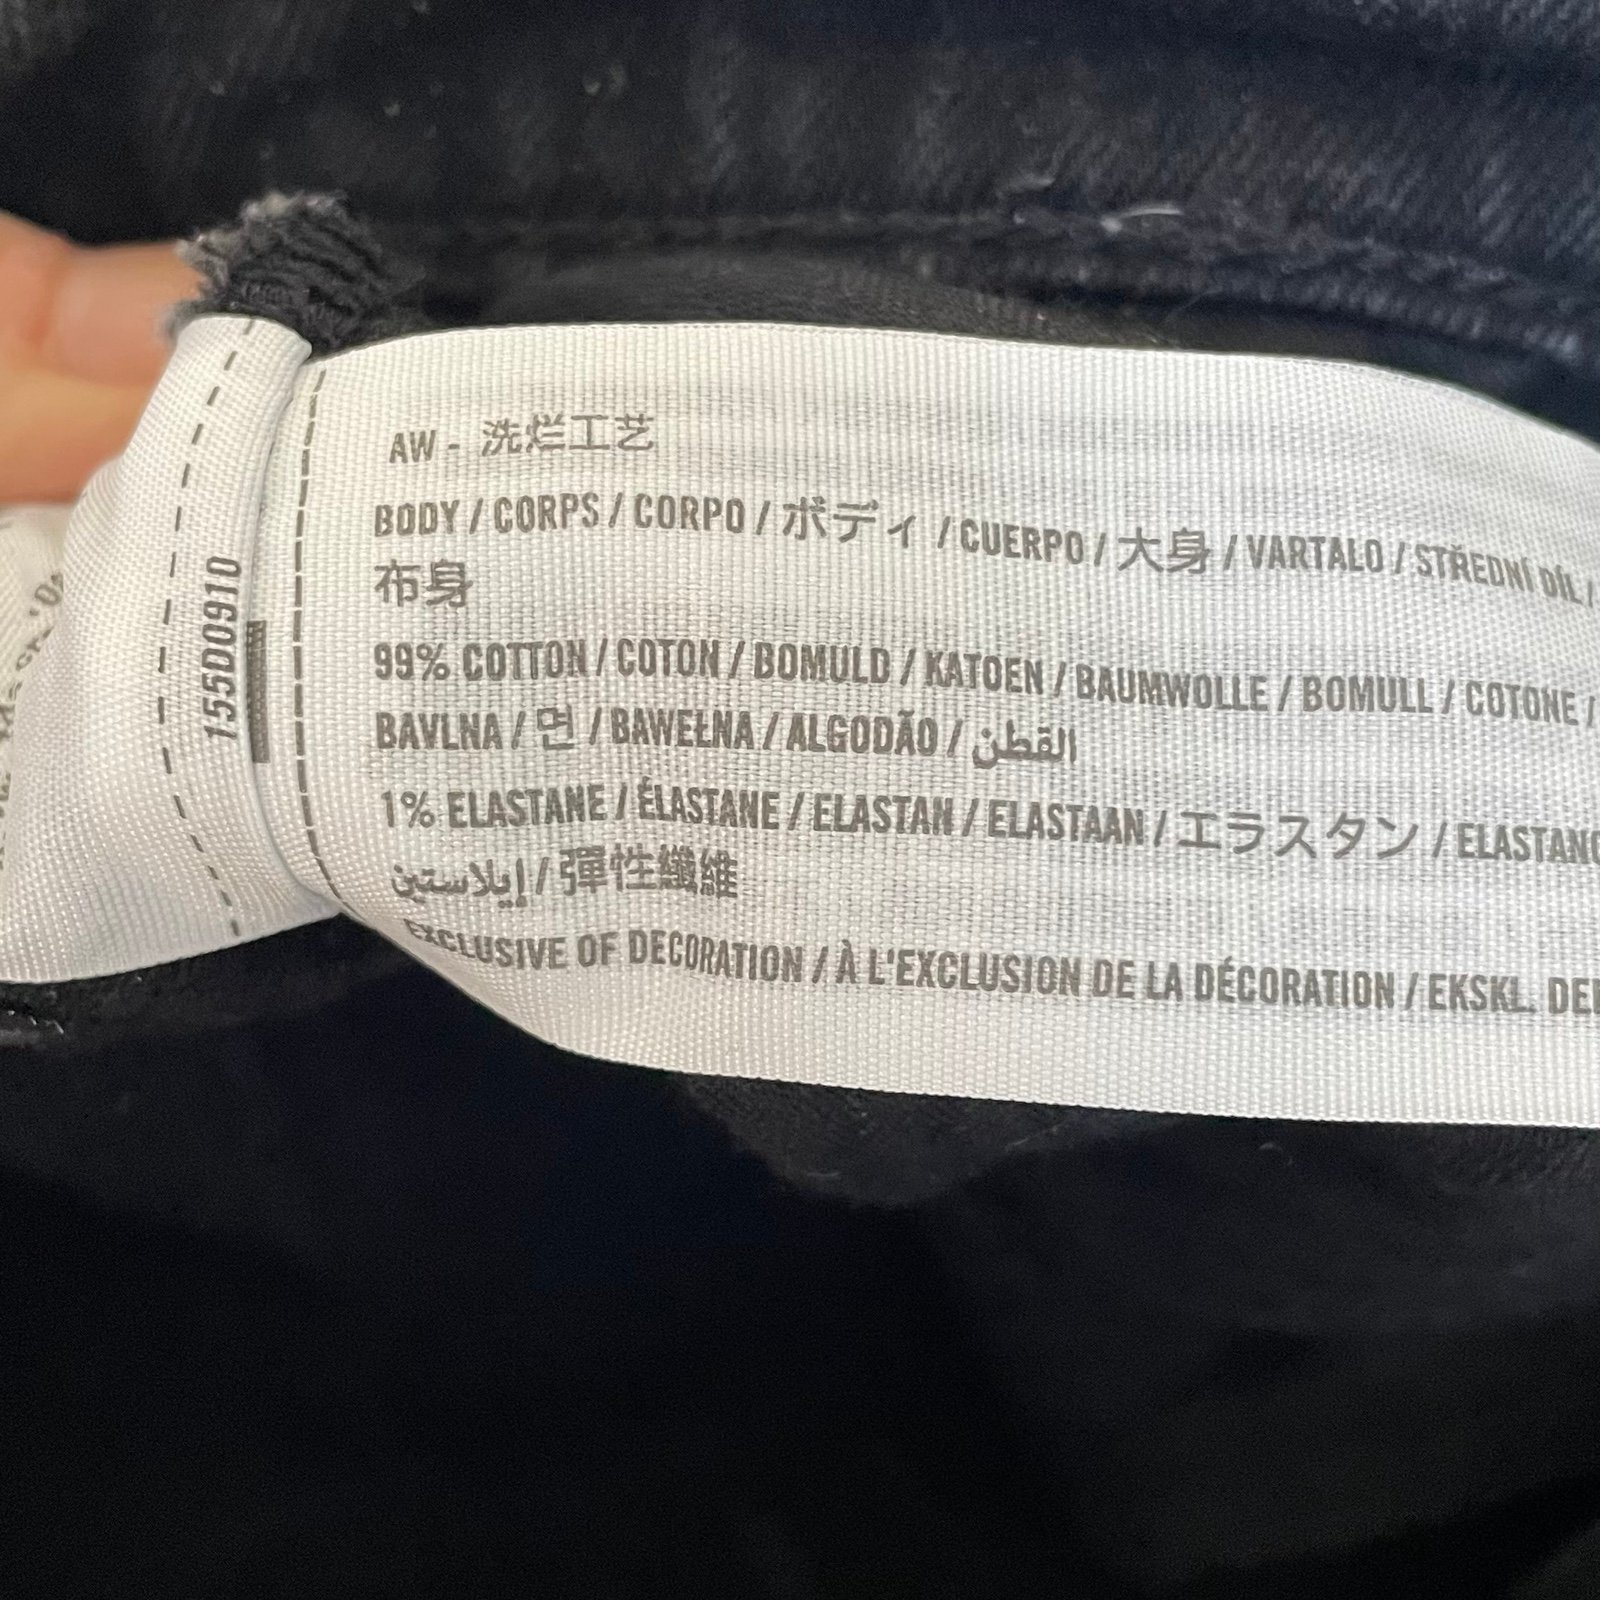 AW - 洗烂工艺
BODY / CORPS / CORPO / ボディ / CUERPO / 大身 / VARTALO / STŘEDNÍ DÍL /
布身
99% COTTON / COTON / BOMULD / KATOEN / BAUMWOLLE / BOMULL / COTONE /
BAVLNA / 면 / BAWEŁNA / ALGODÃO / القطن
1% ELASTANE / ÉLASTANE / ELASTAN / ELASTAAN / エラスタン /
إيلاستين / 彈性纖維
EXCLUSIVE OF DECORATION / À L'EXCLUSION DE LA DÉCORATION / EKSKL.
155D0910